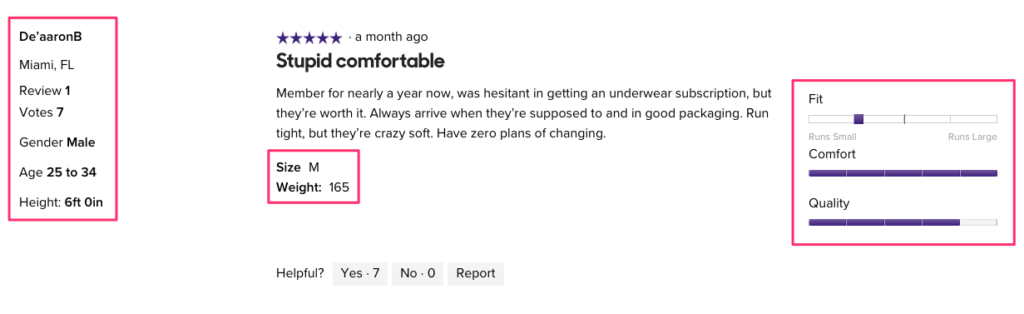 De'aaronB
Miami, FL
Review 1
Votes 7
Gender Male
Age 25 to 34
Height: 6ft 0in
★★★★★ · a month ago
Stupid comfortable
Member for nearly a year now, was hesitant in getting an underwear subscription, but
they're worth it. Always arrive when they're supposed to and in good packaging. Run
tight, but they're crazy soft. Have zero plans of changing.
Size M
Weight: 165
Helpful? Yes · 7 No · 0 Report
Fit
Runs Small Runs Large
Comfort
Quality